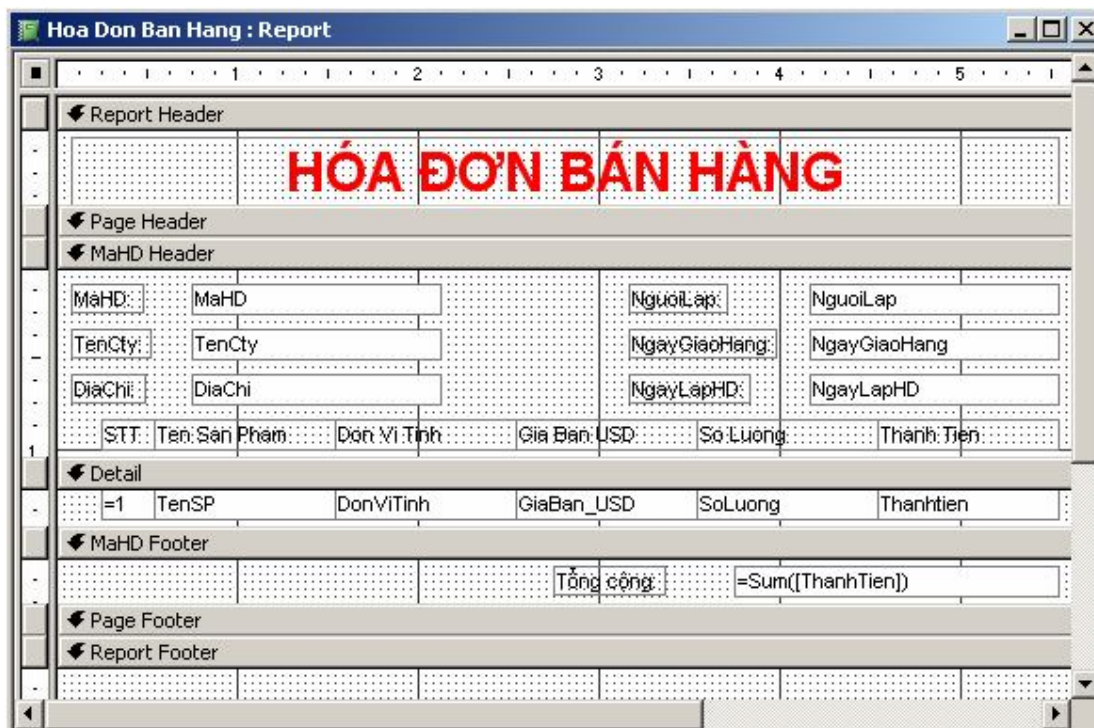 Hoa Don Ban Hang : Report
1 2 3 4 5
Report Header
HÓA ĐƠN BÁN HÀNG
Page Header
MaHD Header
MaHD: MaHD NguoiLap: NguoiLap
TenCty: TenCty NgayGiaoHang: NgayGiaoHang
DiaChi: DiaChi NgayLapHD: NgayLapHD
STT Ten San Pham Don Vi Tinh Gia Ban USD So Luong Thanh Tien
1
Detail
=1 TenSP DonViTinh GiaBan_USD SoLuong Thanhtien
MaHD Footer
Tổng cộng: =Sum([ThanhTien])
Page Footer
Report Footer